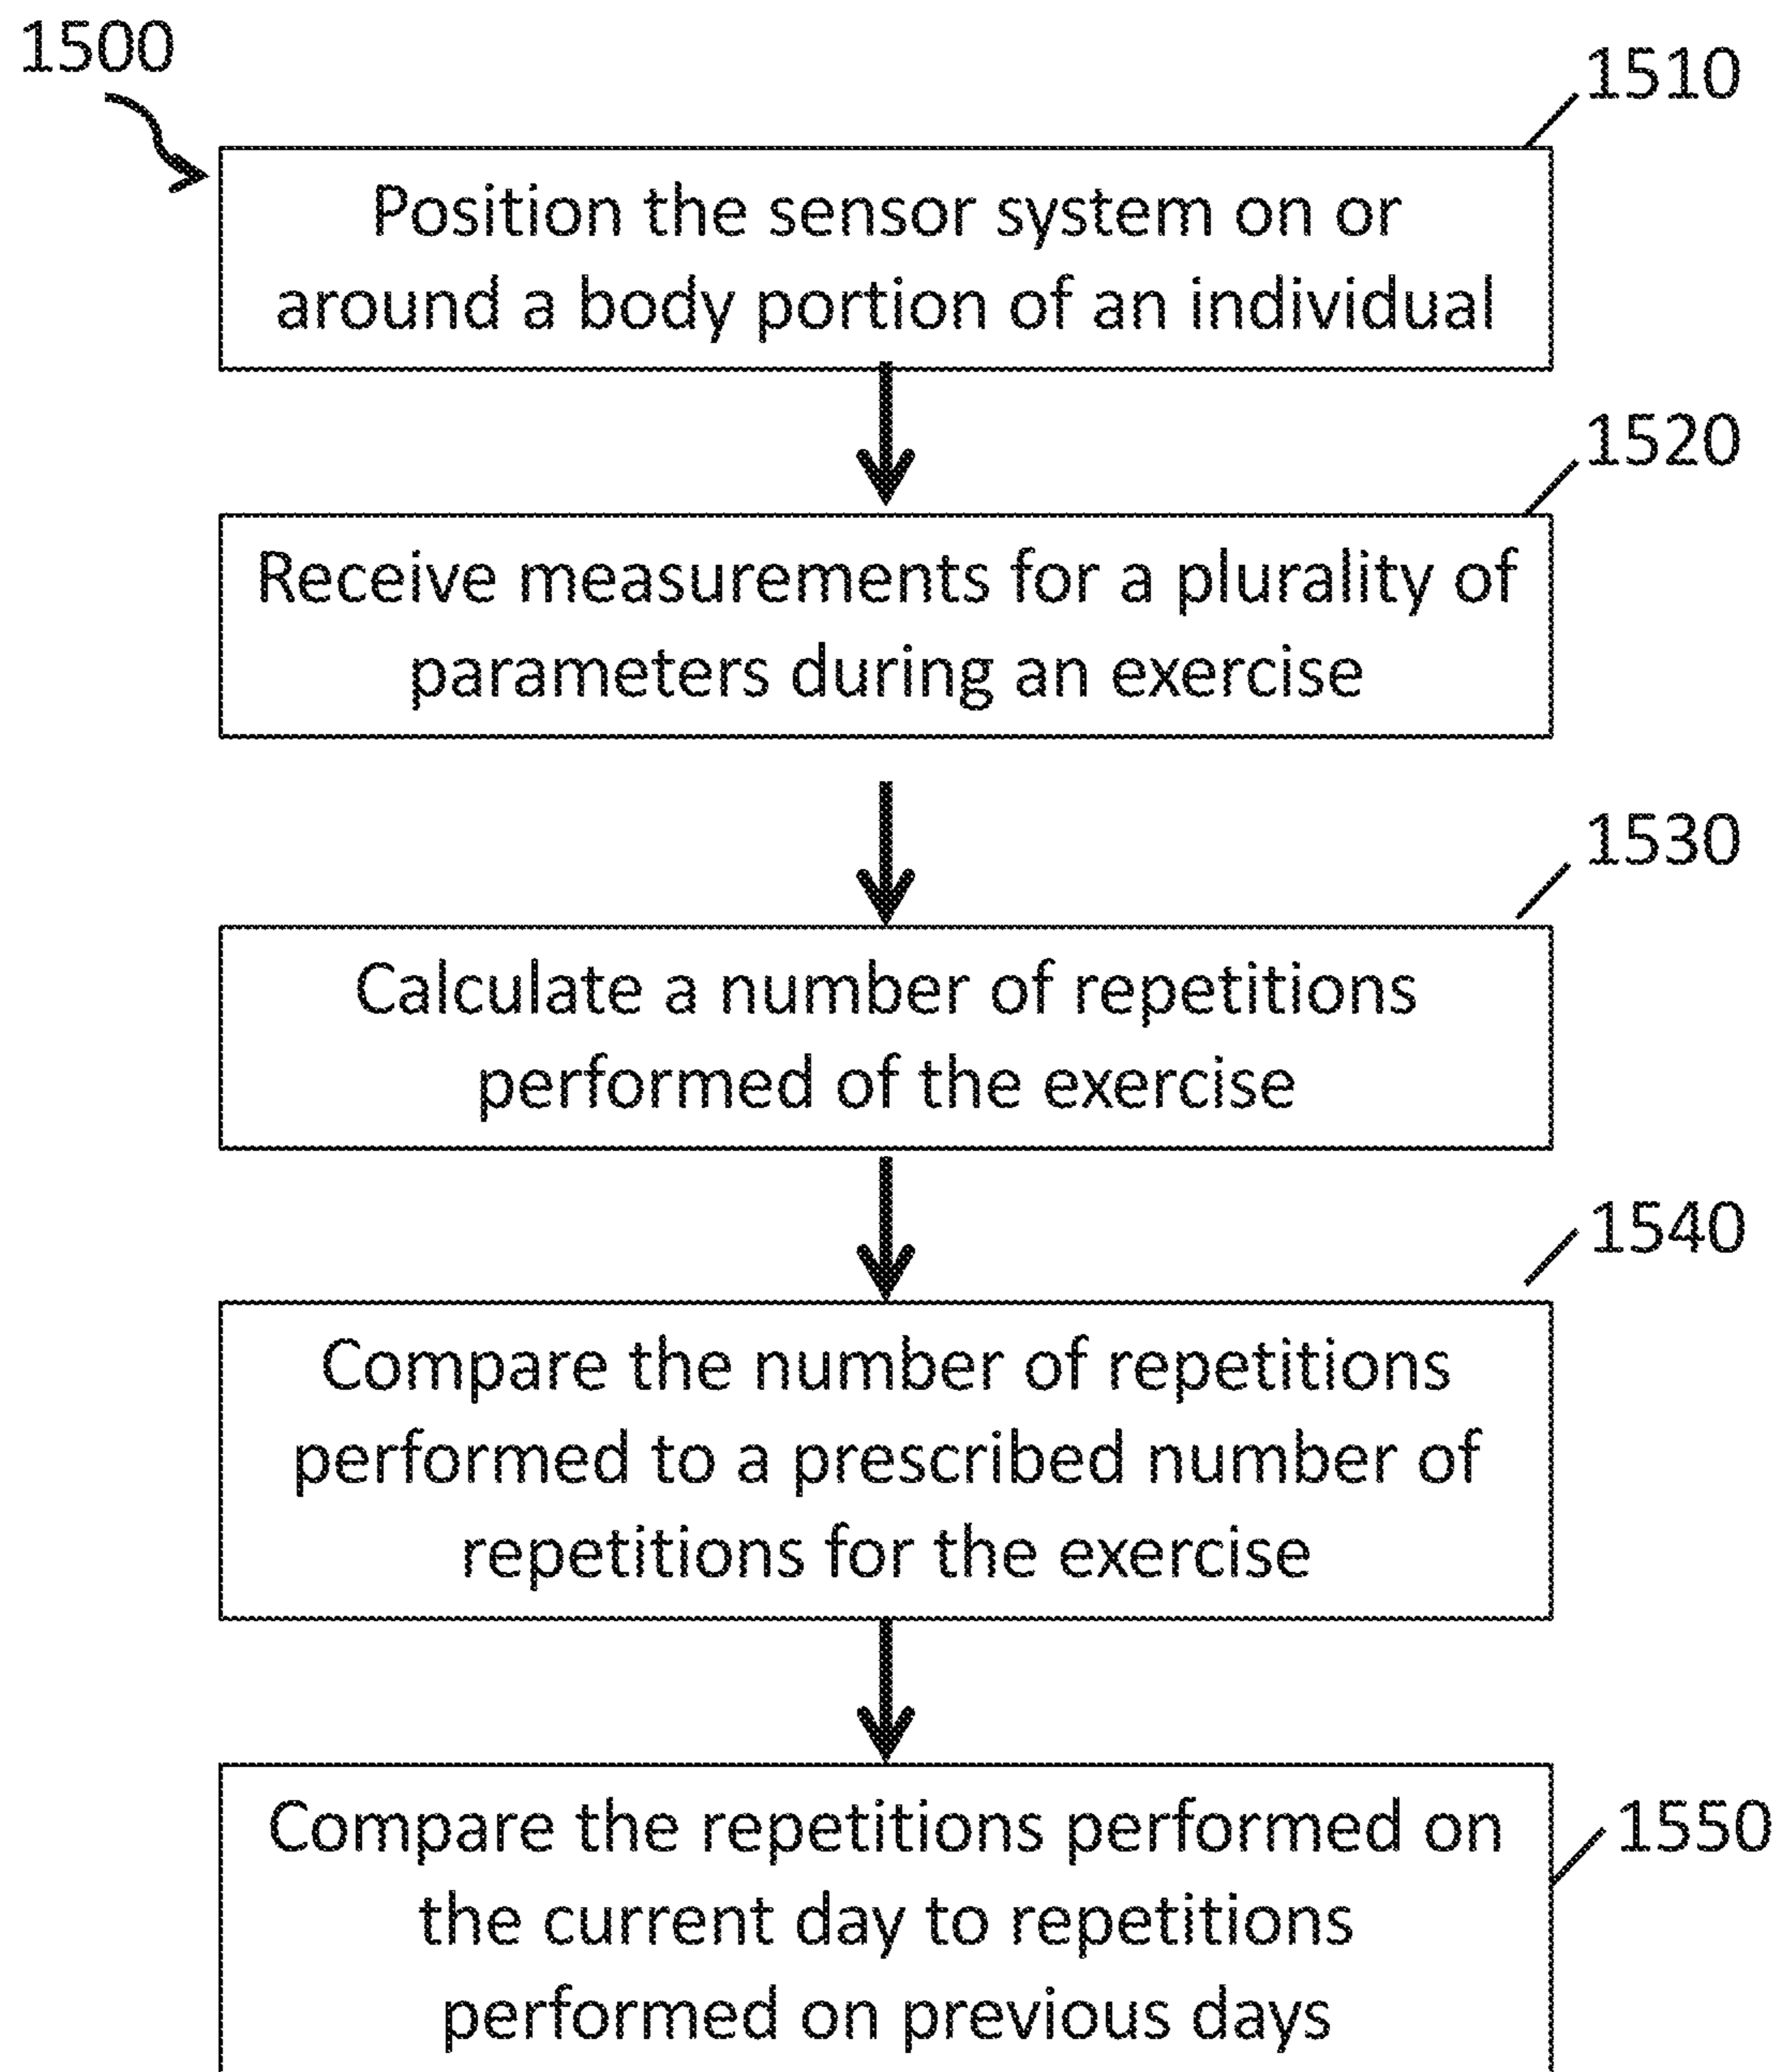 1500
1510
Position the sensor system on or
around a body portion of an individual
1520
Receive measurements for a plurality of
parameters during an exercise
1530
Calculate a number of repetitions
performed of the exercise
1540
Compare the number of repetitions
performed to a prescribed number of
repetitions for the exercise
1550
Compare the repetitions performed on
the current day to repetitions
performed on previous days